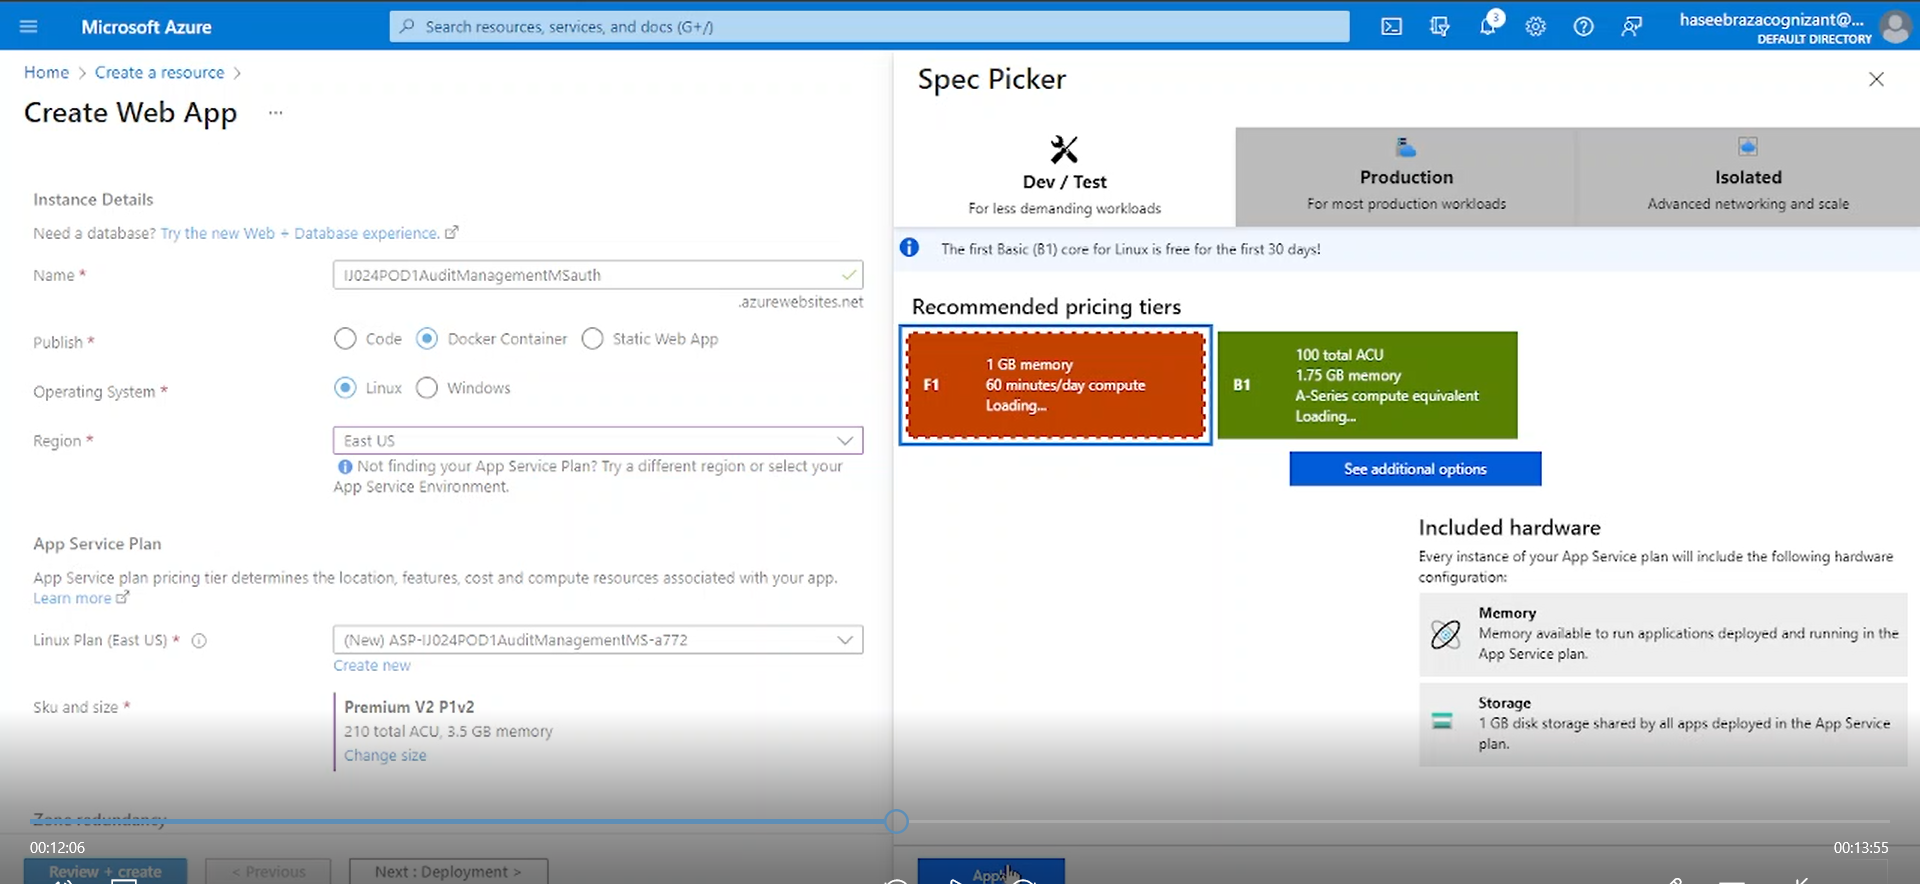 Microsoft Azure
Search resources, services, and docs (G+/)
3
haseebrazacognizant@...
DEFAULT DIRECTORY
Home > Create a resource >
Create Web App ...
Instance Details
Need a database? Try the new Web + Database experience.
Name *
IJ024POD1AuditManagementMSauth
.azurewebsites.net
Publish *
Code
Docker Container
Static Web App
Operating System *
Linux
Windows
Region *
East US
Not finding your App Service Plan? Try a different region or select your
App Service Environment.
App Service Plan
App Service plan pricing tier determines the location, features, cost and compute resources associated with your app.
Learn more
Linux Plan (East US) *
(New) ASP-IJ024POD1AuditManagementMS-a772
Create new
Sku and size *
Premium V2 P1v2
210 total ACU, 3.5 GB memory
Change size
Zone redundancy
00:12:06
Review + create
< Previous
Next : Deployment >
Spec Picker
Dev / Test
For less demanding workloads
Production
For most production workloads
Isolated
Advanced networking and scale
The first Basic (B1) core for Linux is free for the first 30 days!
Recommended pricing tiers
F1
1 GB memory
60 minutes/day compute
Loading...
B1
100 total ACU
1.75 GB memory
A-Series compute equivalent
Loading...
See additional options
Included hardware
Every instance of your App Service plan will include the following hardware
configuration:
Memory
Memory available to run applications deployed and running in the
App Service plan.
Storage
1 GB disk storage shared by all apps deployed in the App Service
plan.
00:13:55
Apply